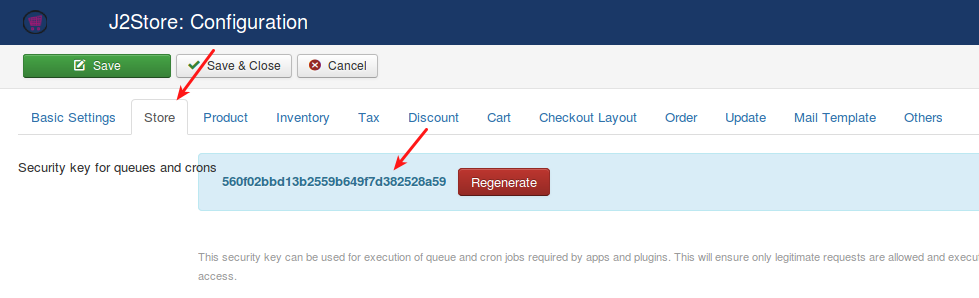 J2Store: Configuration
Save
Save & Close
Cancel
Basic Settings
Store
Product
Inventory
Tax
Discount
Cart
Checkout Layout
Order
Update
Mail Template
Others
Security key for queues and crons
560f02bbd13b2559b649f7d382528a59
Regenerate
This security key can be used for execution of queue and cron jobs required by apps and plugins. This will ensure only legitimate requests are allowed and execu
access.